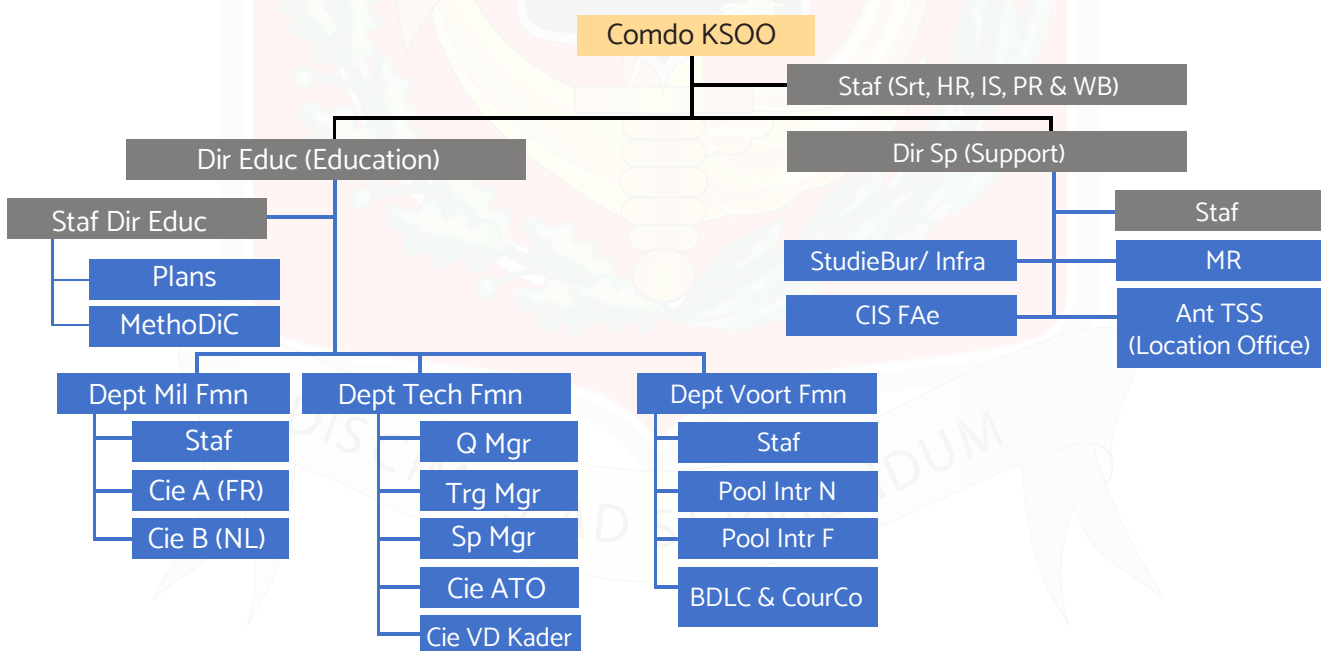 Comdo KSOO
Staf (Srt, HR, IS, PR & WB)
Dir Educ (Education)
Dir Sp (Support)
Staf Dir Educ
Plans
MethoDiC
Staf
StudieBur/ Infra
MR
CIS FAe
Ant TSS
(Location Office)
Dept Mil Fmn
Staf
Cie A (FR)
Cie B (NL)
Dept Tech Fmn
Q Mgr
Trg Mgr
Sp Mgr
Cie ATO
Cie VD Kader
Dept Voort Fmn
Staf
Pool Intr N
Pool Intr F
BDLC & CourCo